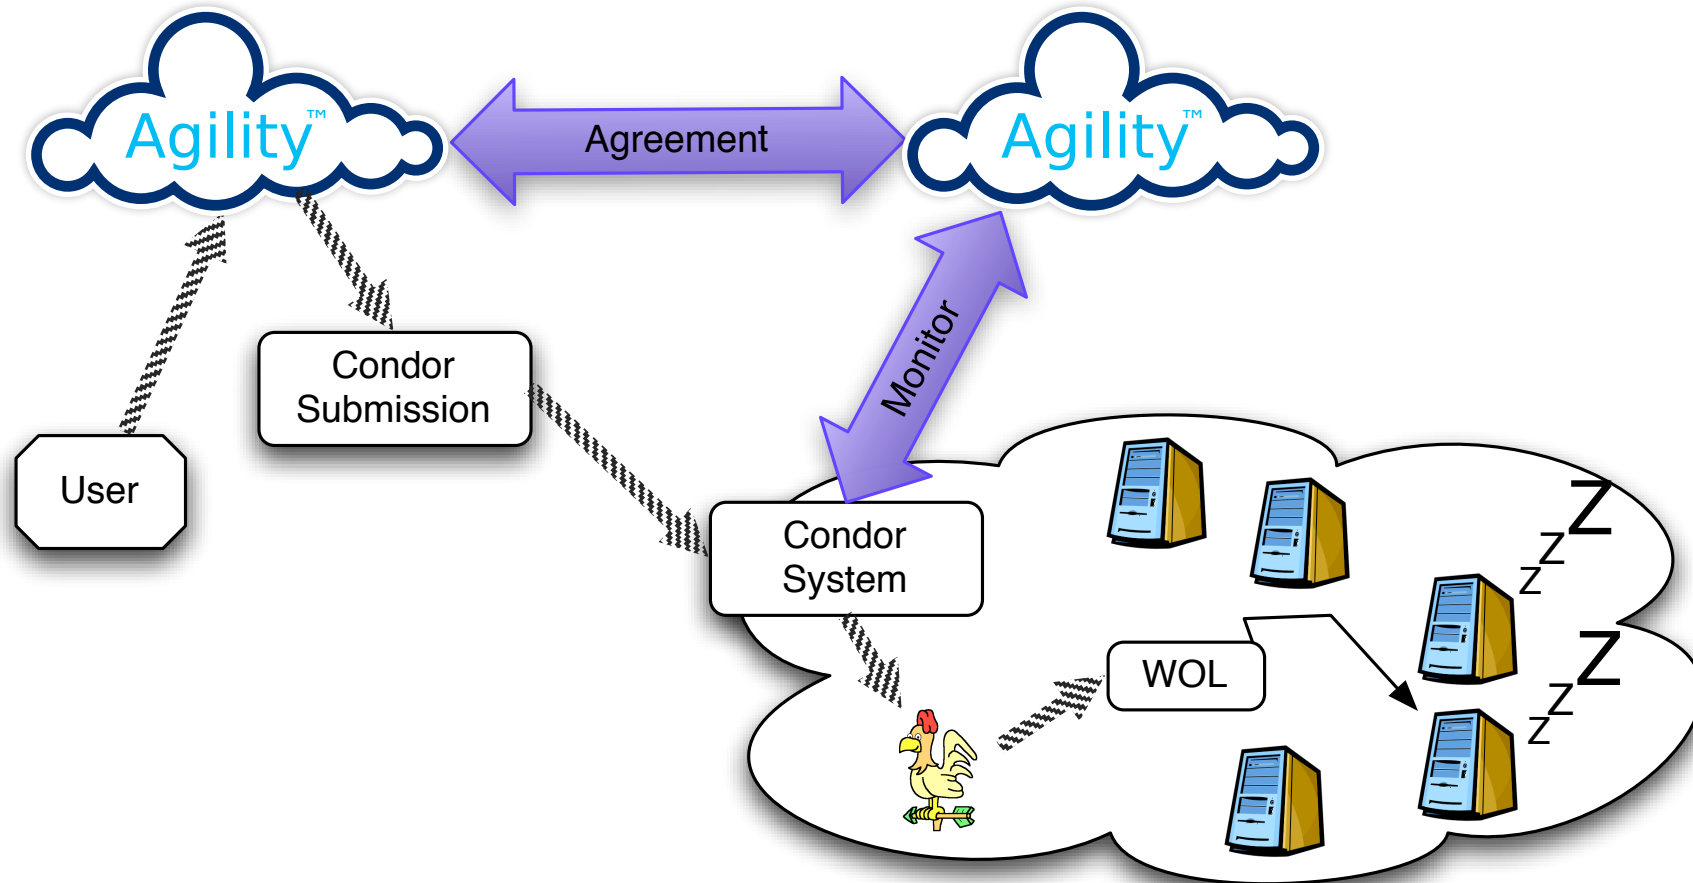 Agility™
Agreement
Agility™
Monitor
Condor
Submission
User
Condor
System
WOL
z
z
Z
z
z
Z